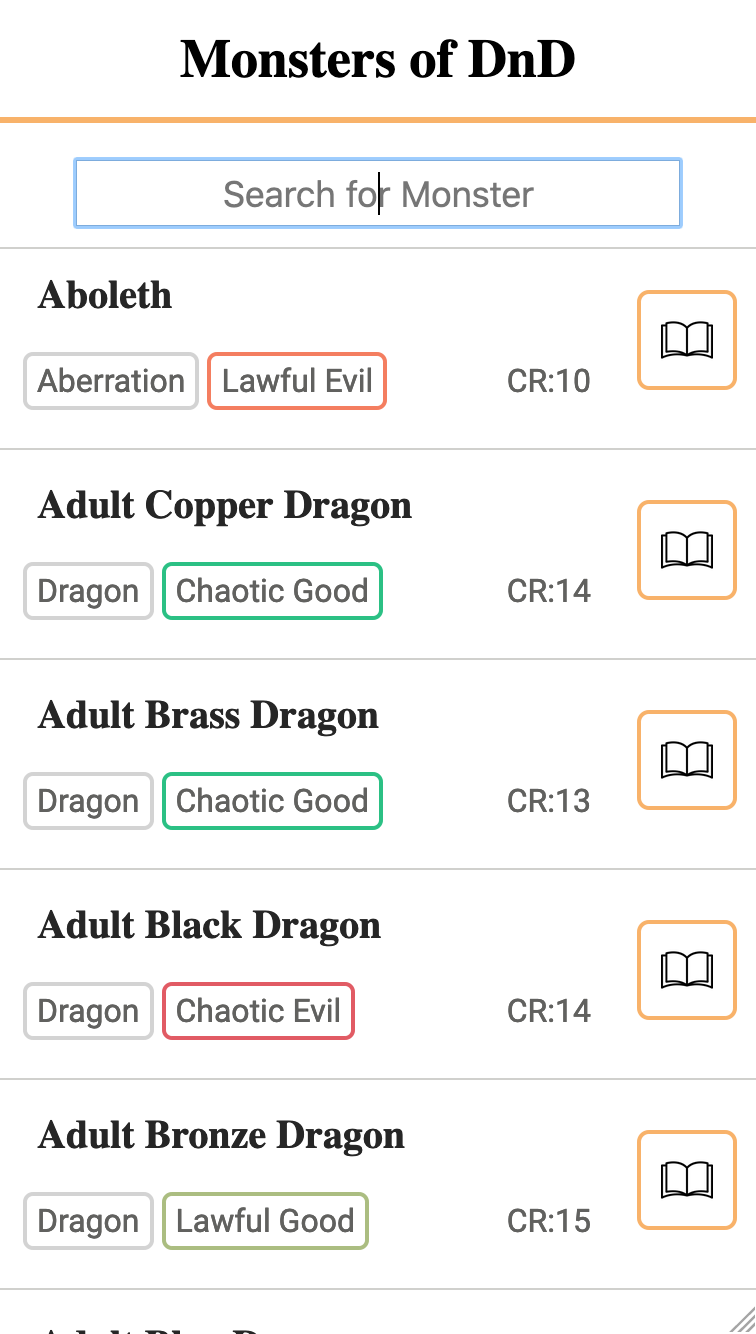 Monsters of DnD
Search for Monster
Aboleth
Aberration Lawful Evil CR:10
Adult Copper Dragon
Dragon Chaotic Good CR:14
Adult Brass Dragon
Dragon Chaotic Good CR:13
Adult Black Dragon
Dragon Chaotic Evil CR:14
Adult Bronze Dragon
Dragon Lawful Good CR:15